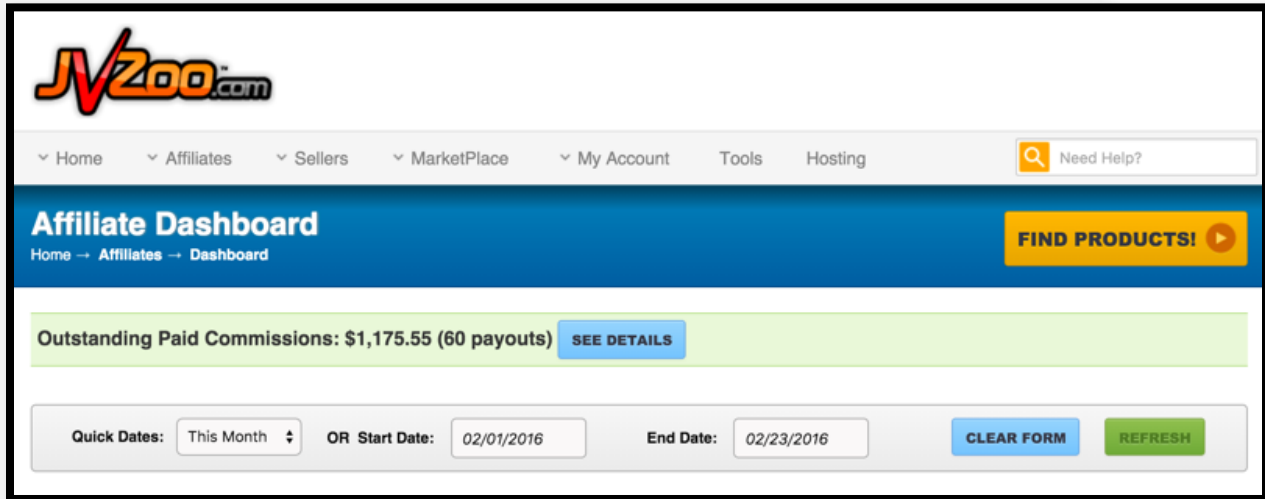 JVZoo.com™
Home Affiliates Sellers MarketPlace My Account Tools Hosting Need Help?
Affiliate Dashboard
Home → Affiliates → Dashboard
FIND PRODUCTS!
Outstanding Paid Commissions: $1,175.55 (60 payouts) SEE DETAILS
Quick Dates: This Month OR Start Date: 02/01/2016 End Date: 02/23/2016 CLEAR FORM REFRESH